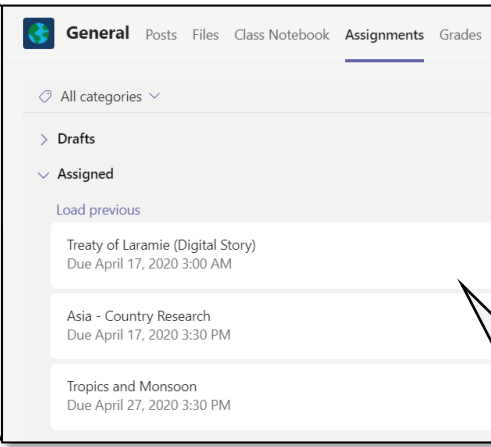 General Posts Files Class Notebook Assignments Grades
All categories
Drafts
Assigned
Load previous
Treaty of Laramie (Digital Story)
Due April 17, 2020 3:00 AM
Asia - Country Research
Due April 17, 2020 3:30 PM
Tropics and Monsoon
Due April 27, 2020 3:30 PM